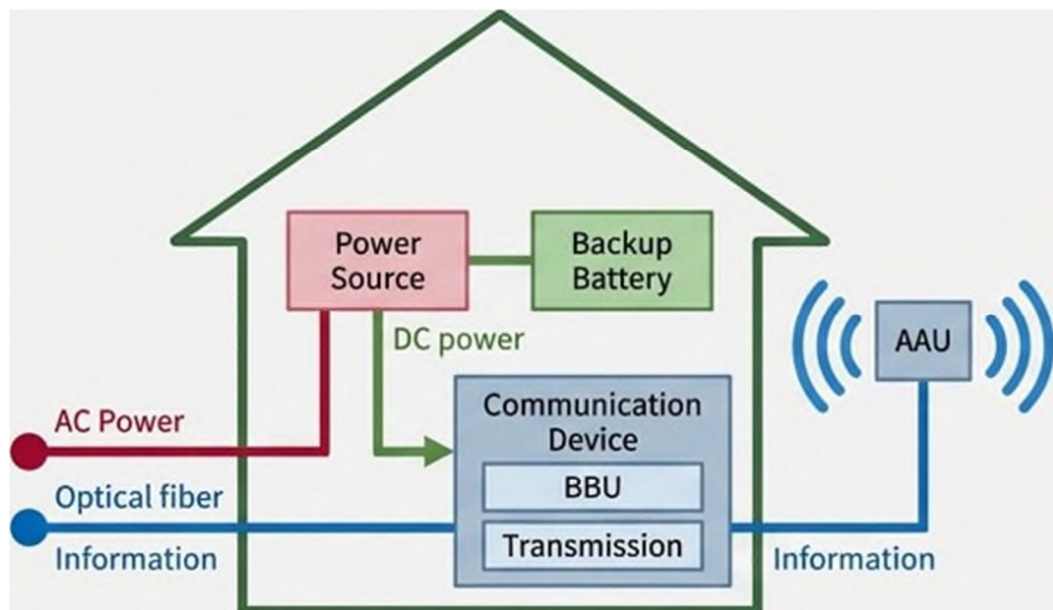 Power
Source
Backup
Battery
DC power
AAU
AC Power
Communication
Device
BBU
Optical fiber
Transmission
Information
Information